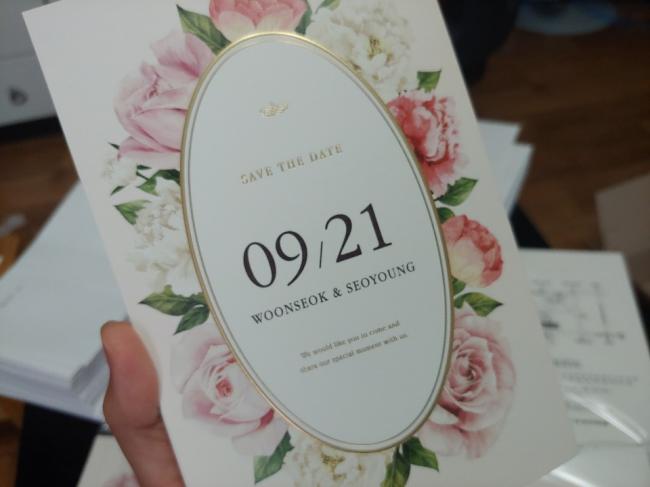 SAVE THE DATE
09/21
WOONSEOK & SEOYOUNG
We would like you to come and
share our special moment with us.